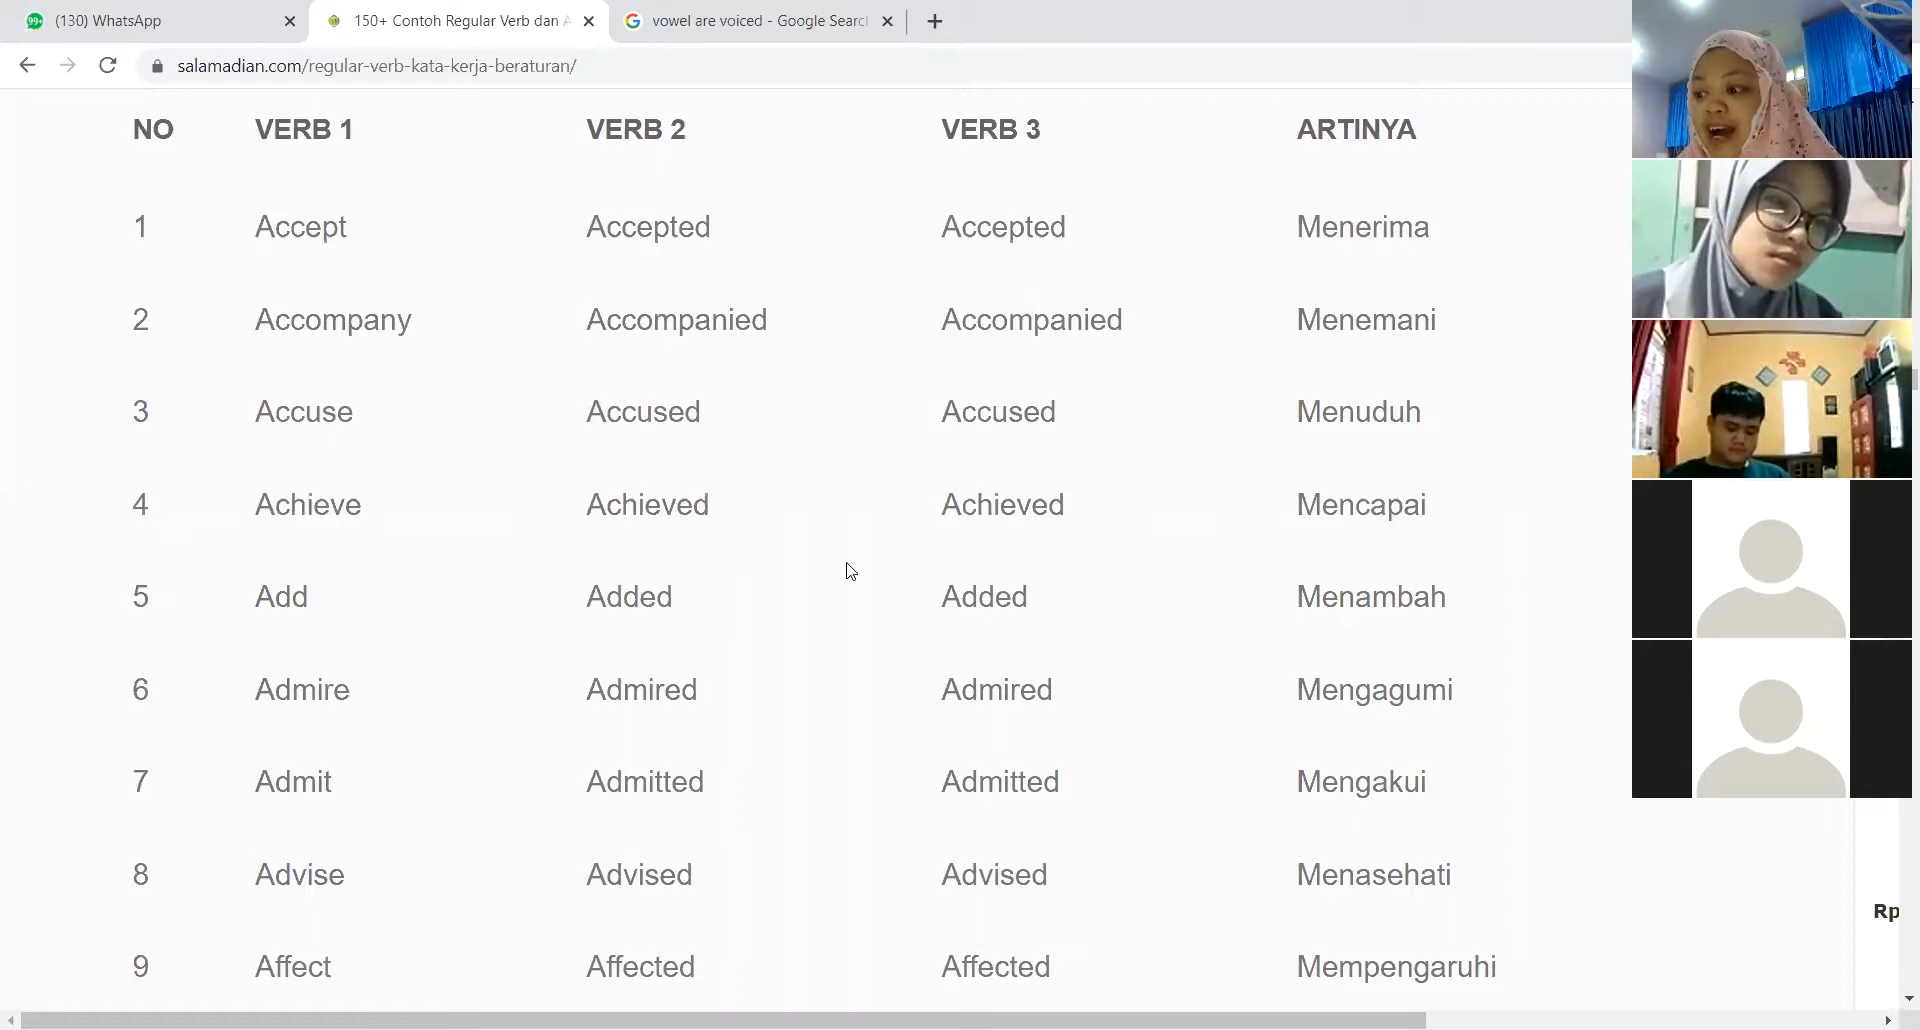 (130) WhatsApp
150+ Contoh Regular Verb dan A
vowel are voiced - Google Searc
salamadian.com/regular-verb-kata-kerja-beraturan/
NO VERB 1 VERB 2 VERB 3 ARTINYA
1 Accept Accepted Accepted Menerima
2 Accompany Accompanied Accompanied Menemani
3 Accuse Accused Accused Menuduh
4 Achieve Achieved Achieved Mencapai
5 Add Added Added Menambah
6 Admire Admired Admired Mengagumi
7 Admit Admitted Admitted Mengakui
8 Advise Advised Advised Menasehati
Rp
9 Affect Affected Affected Mempengaruhi